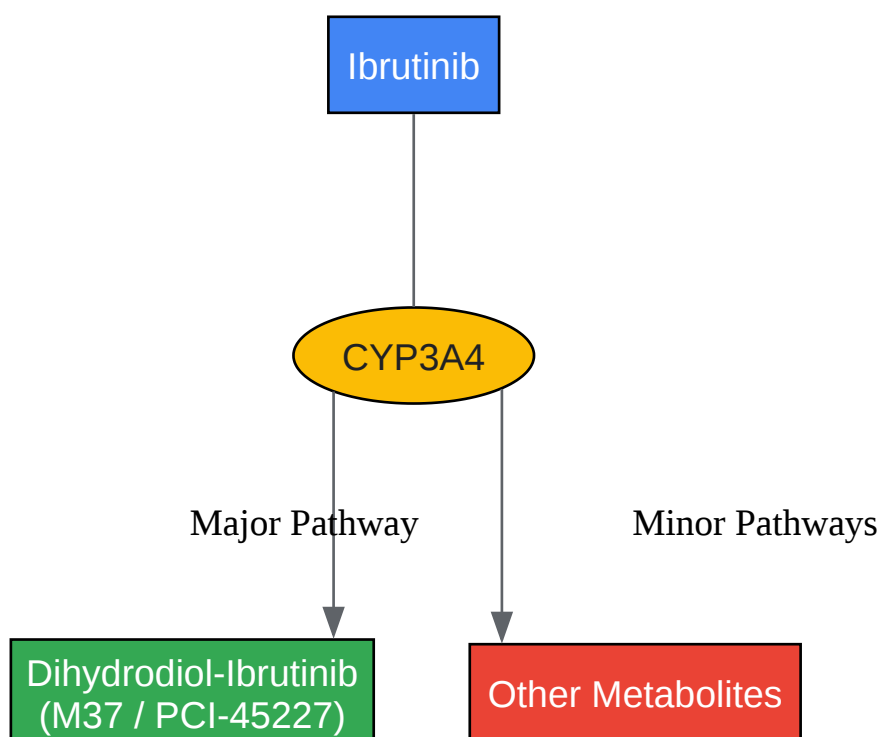 Ibrutinib
CYP3A4
Major Pathway
Minor Pathways
Dihydrodiol-Ibrutinib
(M37 / PCI-45227)
Other Metabolites